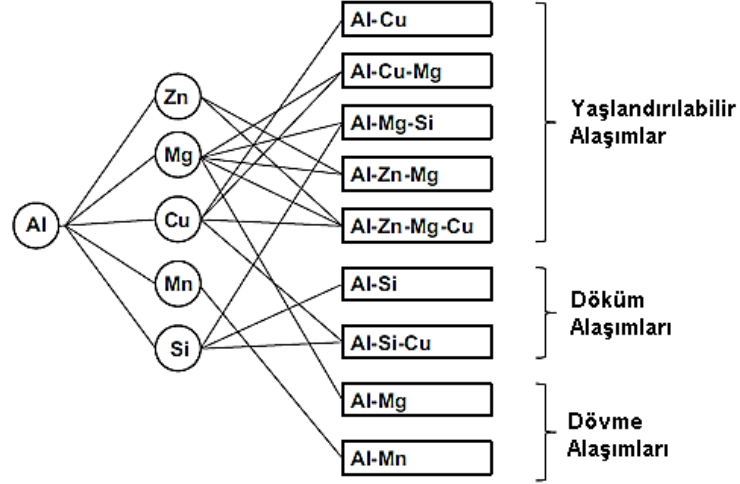 Al
Zn
Mg
Cu
Mn
Si
Al-Cu
Al-Cu-Mg
Al-Mg-Si
Al-Zn-Mg
Al-Zn-Mg-Cu
Al-Si
Al-Si-Cu
Al-Mg
Al-Mn
Yaşlandırılabilir
Alaşımlar
Döküm
Alaşımları
Dövme
Alaşımları